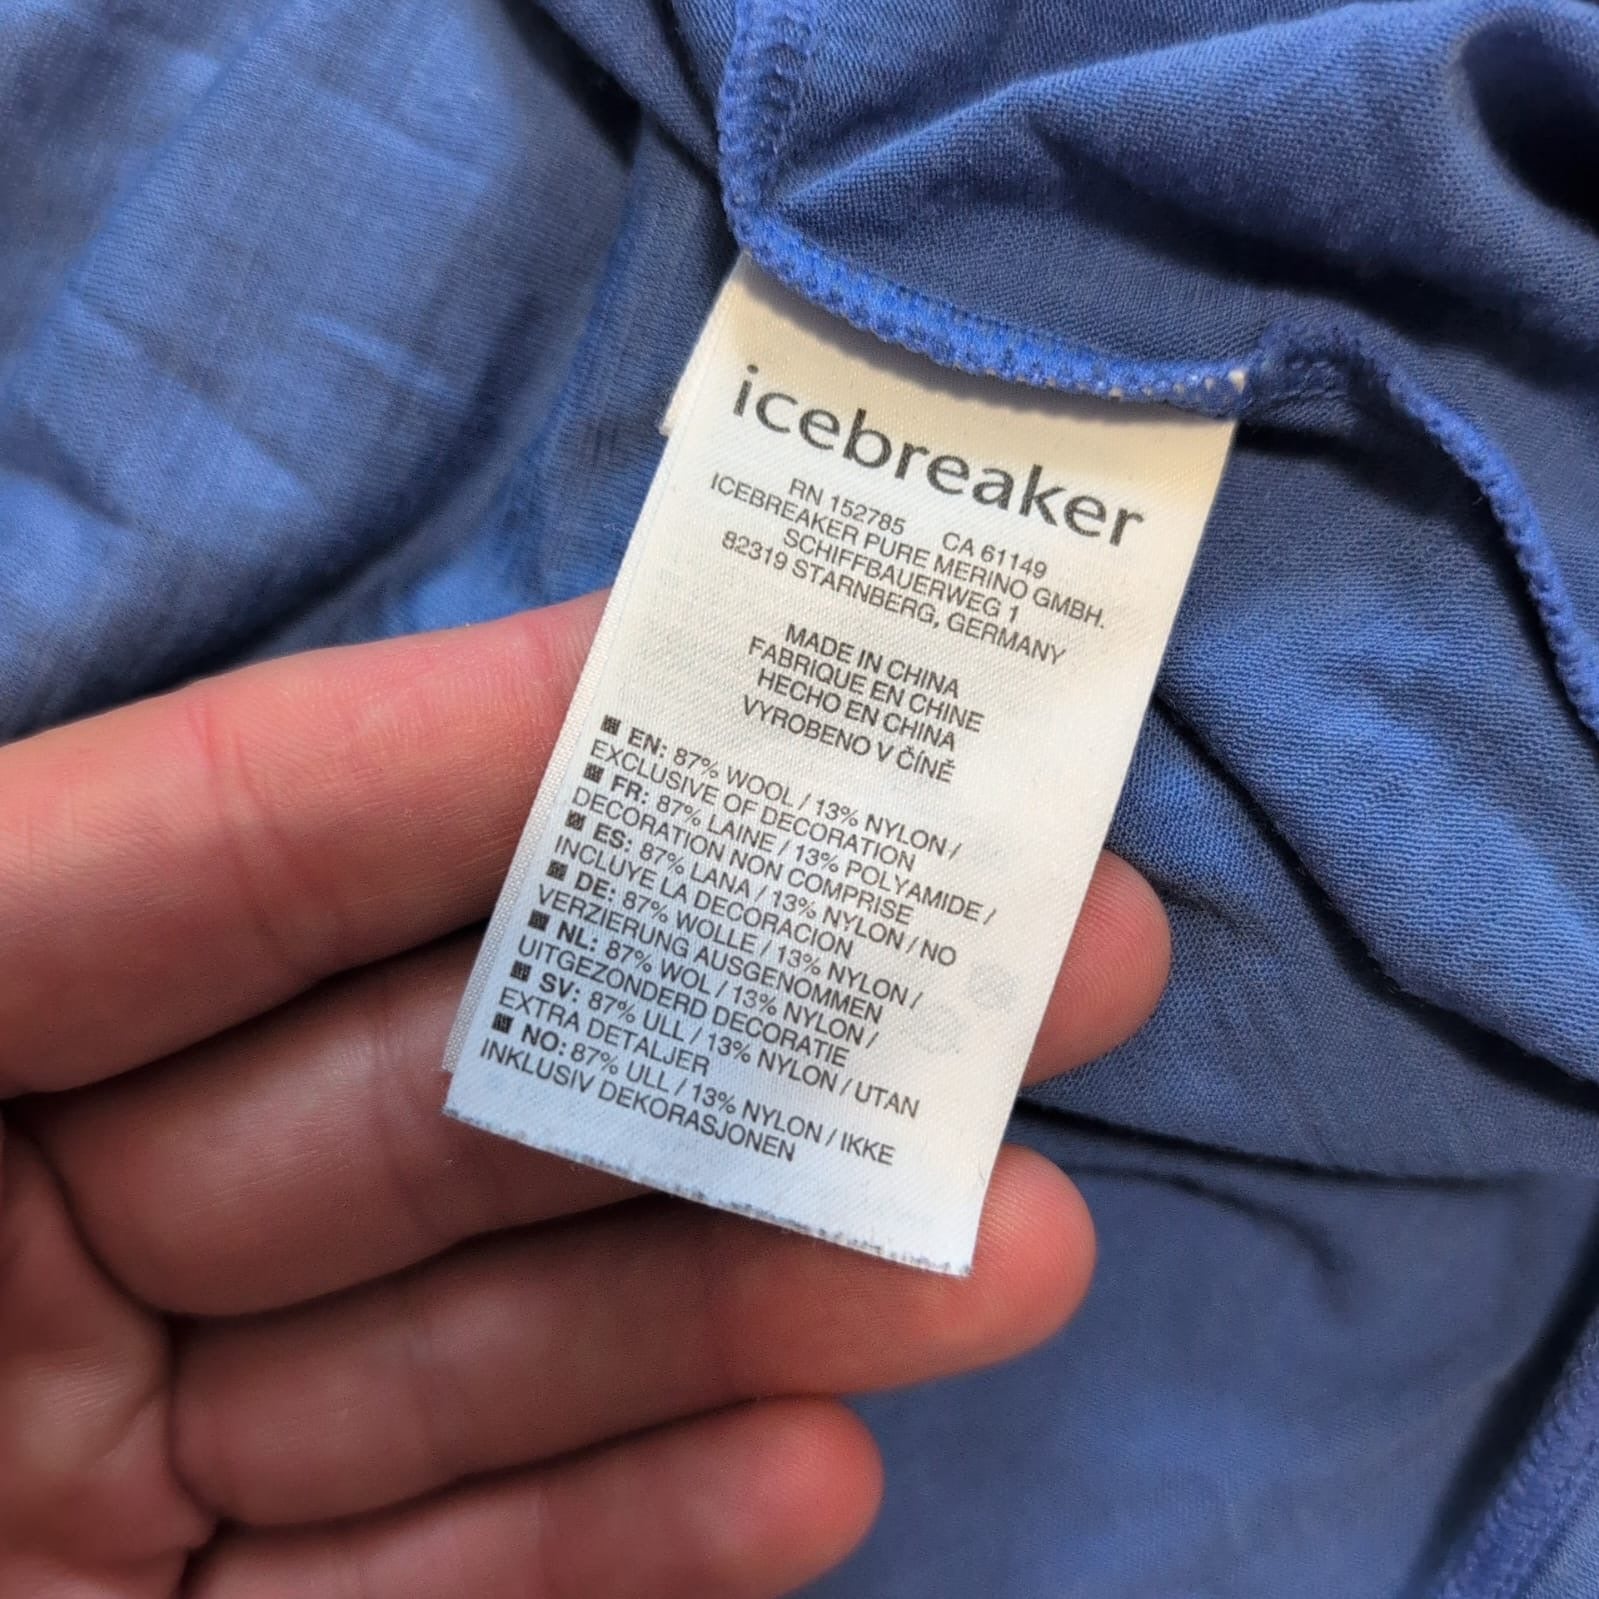 icebreaker
RN 152785 CA 61149
ICEBREAKER PURE MERINO GMBH.
SCHIFFBAUERWEG 1
82319 STARNBERG, GERMANY
MADE IN CHINA
FABRIQUE EN CHINE
HECHO EN CHINA
VYROBENO V ČÍNĚ
EN: 87% WOOL / 13% NYLON /
EXCLUSIVE OF DECORATION
FR: 87% LAINE / 13% POLYAMIDE /
DECORATION NON COMPRISE
ES: 87% LANA / 13% NYLON / NO
INCLUYE LA DECORACION
DE: 87% WOLLE / 13% NYLON /
VERZIERUNG AUSGENOMMEN
NL: 87% WOL / 13% NYLON /
UITGEZONDERD DECORATIE
SV: 87% ULL / 13% NYLON / UTAN
EXTRA DETALJER
NO: 87% ULL / 13% NYLON / IKKE
INKLUSIV DEKORASJONEN